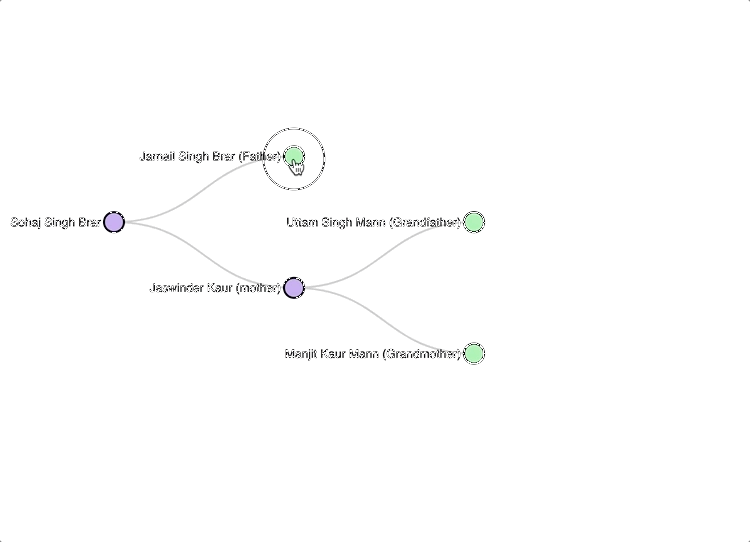 Jarnail Singh Brar (Father)
Sohaj Singh Brar
Uttam Singh Mann (Grandfather)
Jaswinder Kaur (mother)
Manjit Kaur Mann (Grandmother)